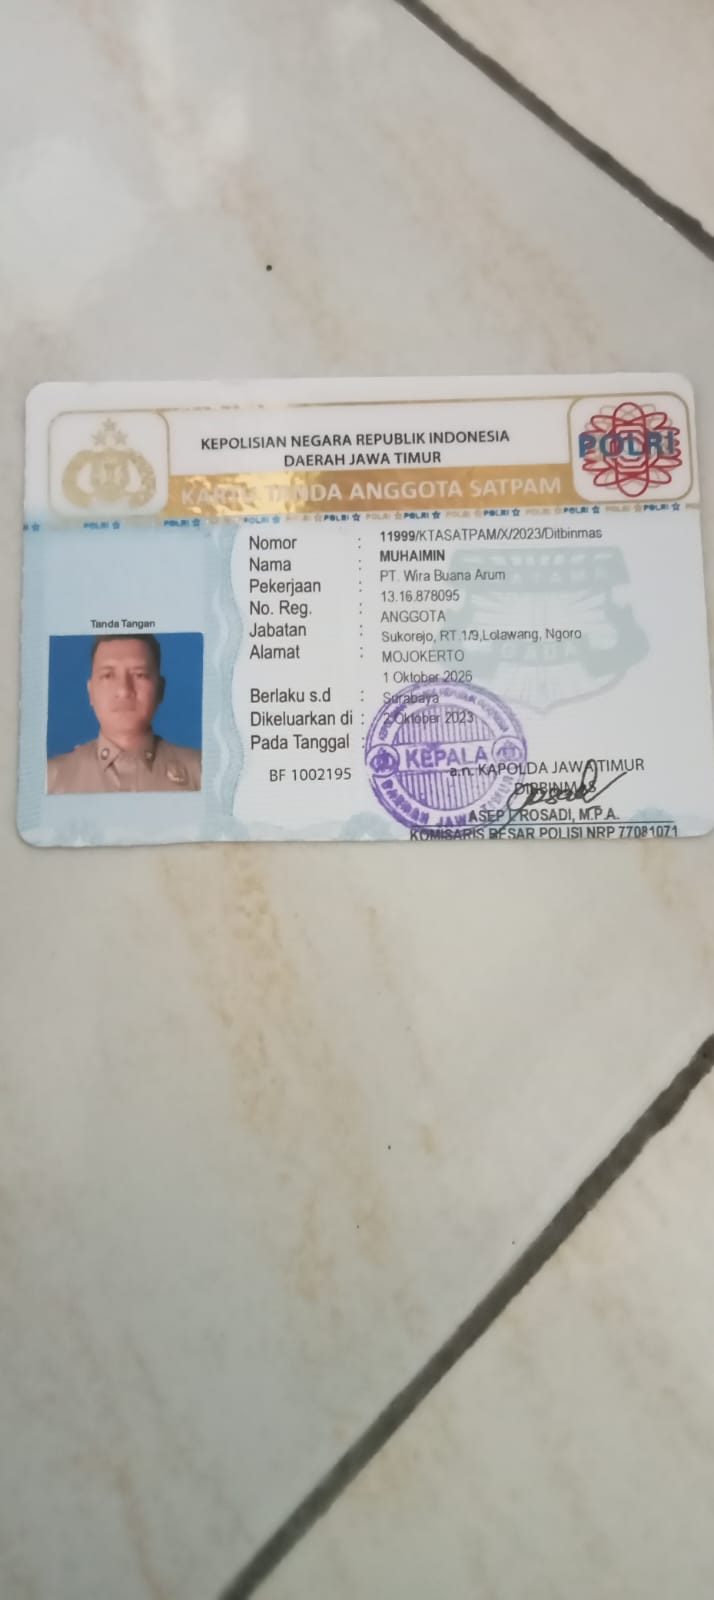 KEPOLISIAN NEGARA REPUBLIK INDONESIA
DAERAH JAWA TIMUR
POLRI
KARTU TANDA ANGGOTA SATPAM
Nomor : 11999/KTASATPAM/X/2023/Ditbinmas
Nama : MUHAIMIN
Pekerjaan : PT. Wira Buana Arum
No. Reg. : 13.16.878095
Jabatan : ANGGOTA
Alamat : Sukorejo, RT.1/9,Lolawang, Ngoro
MOJOKERTO
Berlaku s.d : 1 Oktober 2026
Dikeluarkan di : Surabaya
Pada Tanggal : 2 Oktober 2023
Tanda Tangan
BF 1002195
KEPALA
a.n. KAPOLDA JAWA TIMUR
DIRBINMAS
ASEP ROSADI, M.P.A.
KOMISARIS BESAR POLISI NRP 77081071